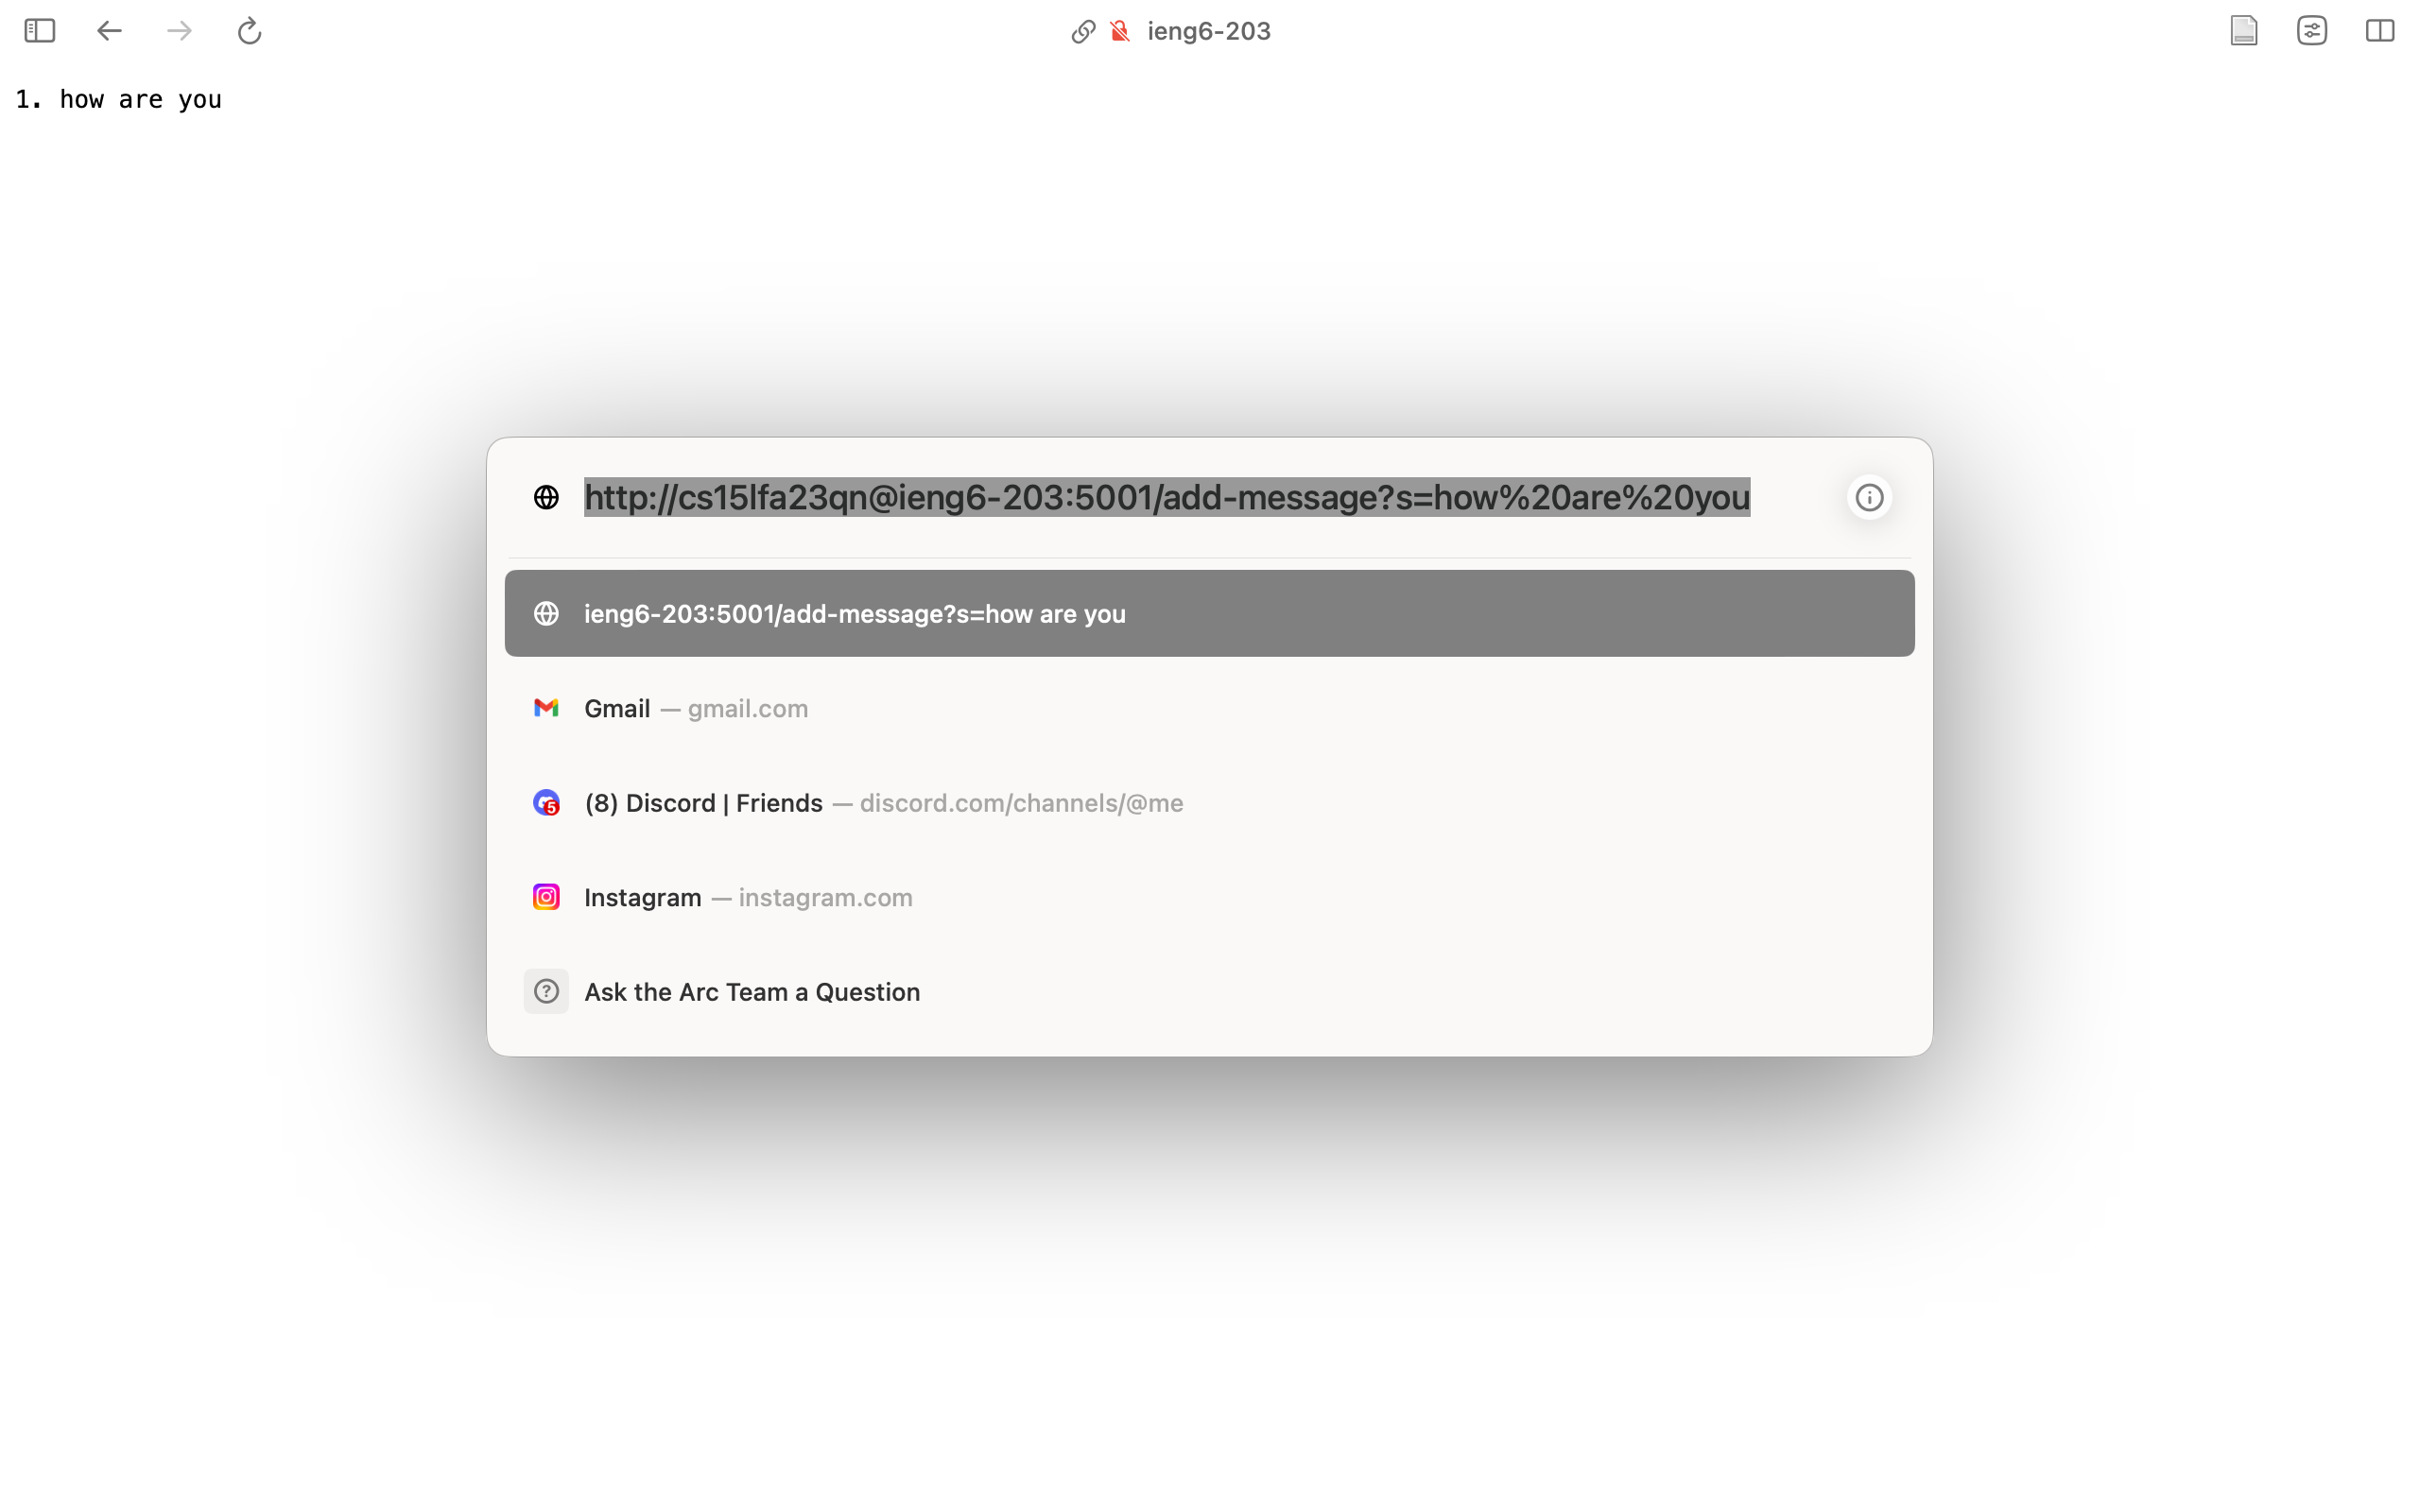 ieng6-203
1. how are you
http://cs15lfa23qn@ieng6-203:5001/add-message?s=how%20are%20you
ieng6-203:5001/add-message?s=how are you
Gmail — gmail.com
5
(8) Discord | Friends — discord.com/channels/@me
Instagram — instagram.com
Ask the Arc Team a Question